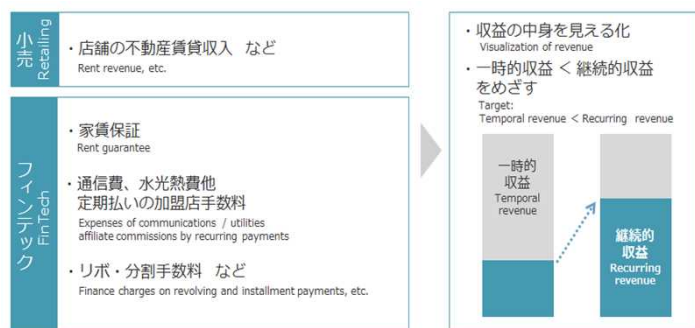 小売
Retailing
・店舗の不動産賃貸収入 など
Rent revenue, etc.
フィンテック
FinTech
・家賃保証
Rent guarantee
・通信費、水光熱費他
定期払いの加盟店手数料
Expenses of communications / utilities
affiliate commissions by recurring payments
・リボ・分割手数料 など
Finance charges on revolving and installment payments, etc.
・収益の中身を見える化
Visualization of revenue
・一時的収益 < 継続的収益
をめざす
Target:
Temporal revenue < Recurring revenue
一時的
収益
Temporal
revenue
継続的
収益
Recurring
revenue